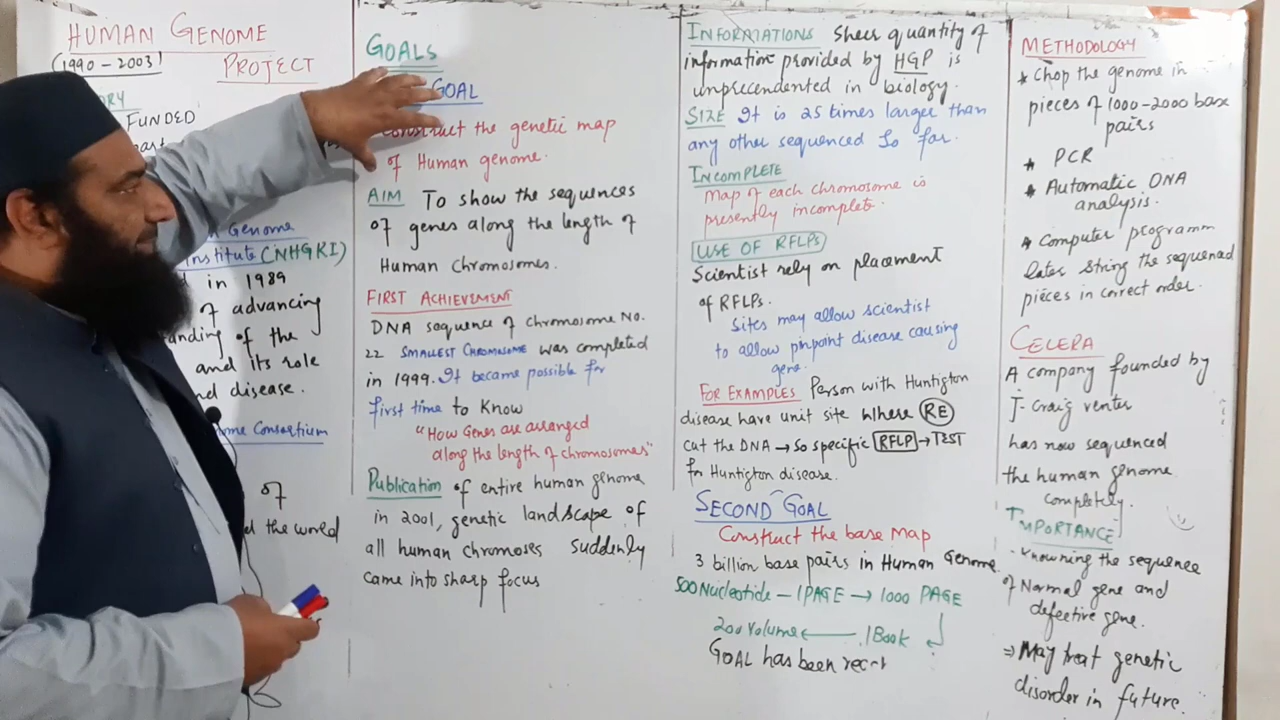 HUMAN GENOME
(1990 - 2003)
PROJECT
ORY
FUNDED
Genome
institute (NHGRI)
d in 1989
of advancing
anding of the
and its role
nd disease.
ome Consortium
of
the world
GOALS
GOAL
Construct the genetic map
of Human genome.
AIM To show the sequences
of genes along the length of
Human Chromosomes.
FIRST ACHIEVEMENT
DNA sequence of chromosome No.
22 SMALLEST CHROMOSOME was completed
in 1999. It became possible for
first time to know
"How Genes are arranged
along the length of chromosomes"
Publication of entire human genome
in 2001, genetic landscape of
all human chromoses suddenly
came into sharp focus
INFORMATIONS Sheer quantity of
information provided by HGP is
unprecendented in biology.
SIZE It is 25 times larger than
any other sequenced So far.
INCOMPLETE
Map of each chromosome is
presently incomplete.
USE OF RFLPs
Scientist rely on placement
of RFLPs.
Sites may allow scientist
to allow pinpoint disease causing
gene.
FOR EXAMPLES Person with Huntigton
disease have unit site where RE
cut the DNA → So specific RFLP → TEST
for Huntigton disease.
SECOND GOAL
Construct the base Map
3 billion base pairs in Human Genome.
500 Nucleotide - 1 PAGE → 1000 PAGE
200 volume ← 1 Book
GOAL has been
METHODOLOGY
* Chop the genome in
pieces of 1000-2000 base
pairs
* PCR
* Automatic DNA
analysis.
* Computer programm
later string the sequenced
pieces in correct order.
CELERA
A company founded by
J- Craig venter
has now sequenced
the human genome
completely.
IMPORTANCE
- Knowning the sequence
of Normal gene and
defective gene.
⇒ May treat genetic
disorder in future.